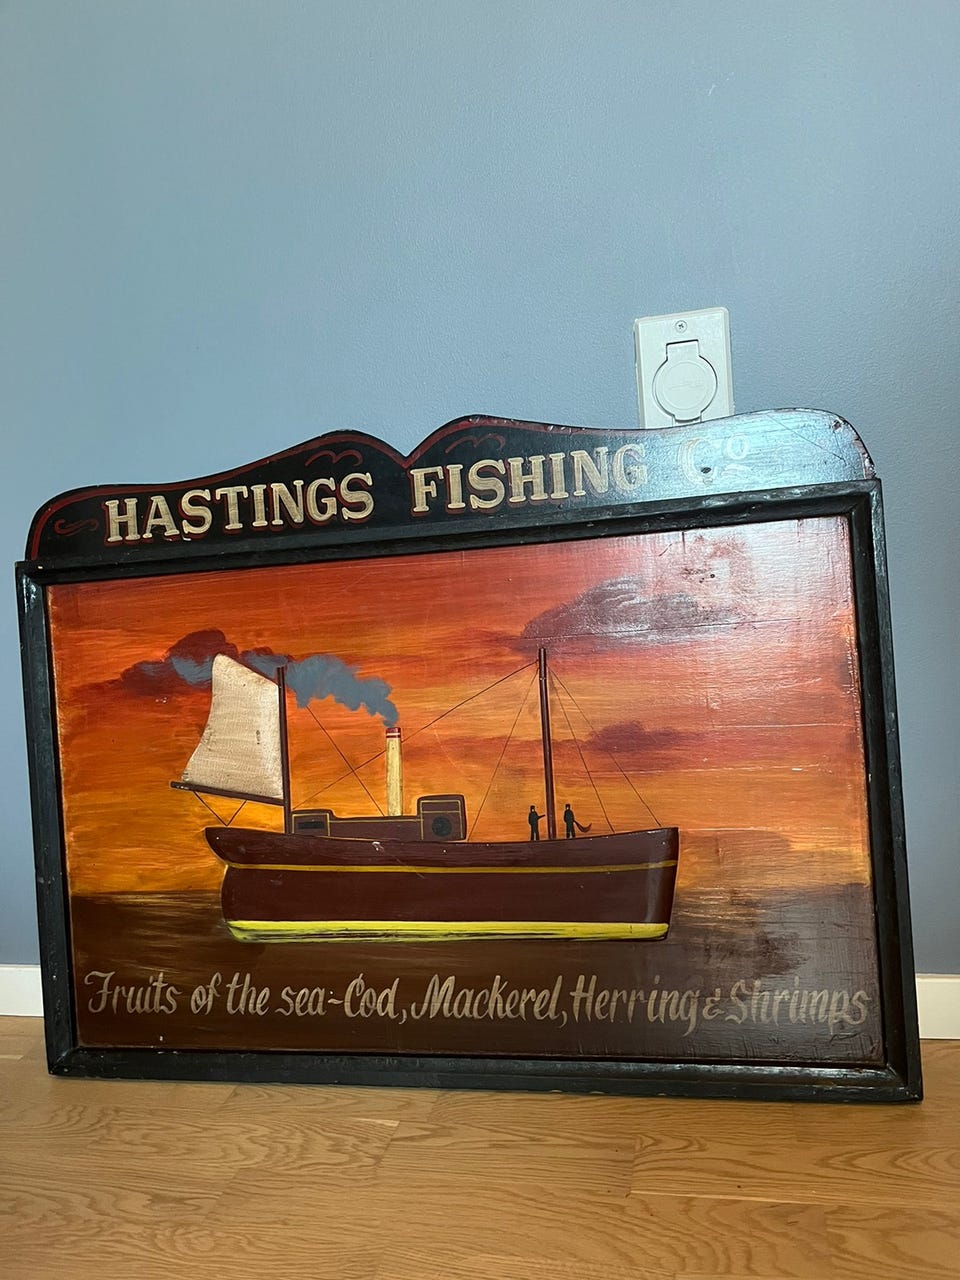 HASTINGS FISHING Co
Fruits of the sea-Cod, Mackerel, Herring & Shrimps